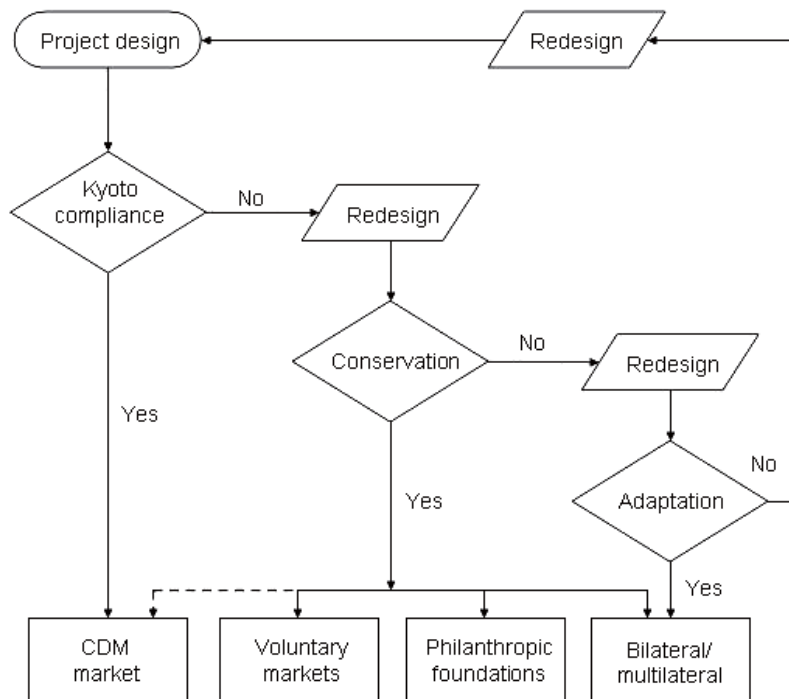 Project design
Redesign
Kyoto
compliance
No
Redesign
Conservation
No
Redesign
Yes
No
Yes
Adaptation
Yes
CDM
market
Voluntary
markets
Philanthropic
foundations
Bilateral/
multilateral